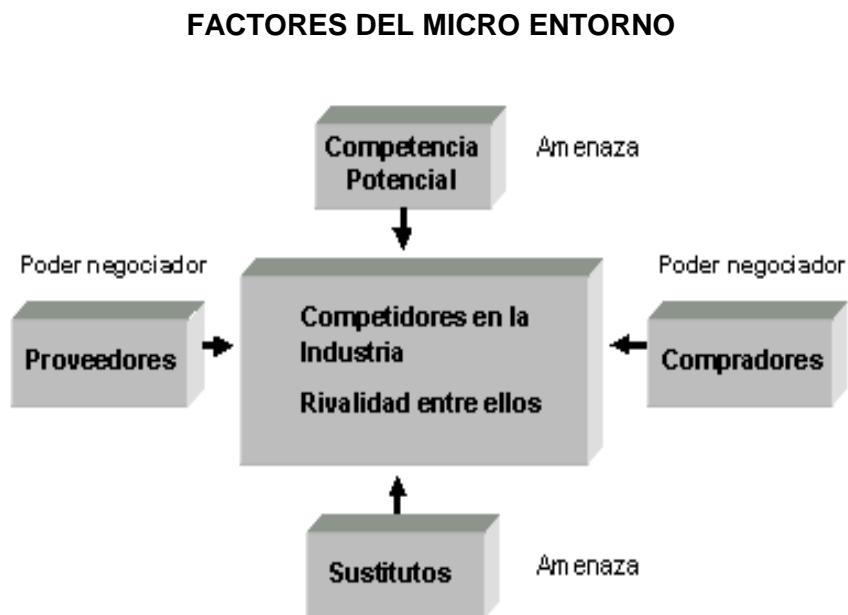 FACTORES DEL MICRO ENTORNO
Competencia
Potencial
Amenaza
Poder negociador
Poder negociador
Proveedores
Competidores en la
Industria
Rivalidad entre ellos
Compradores
Sustitutos
Amenaza